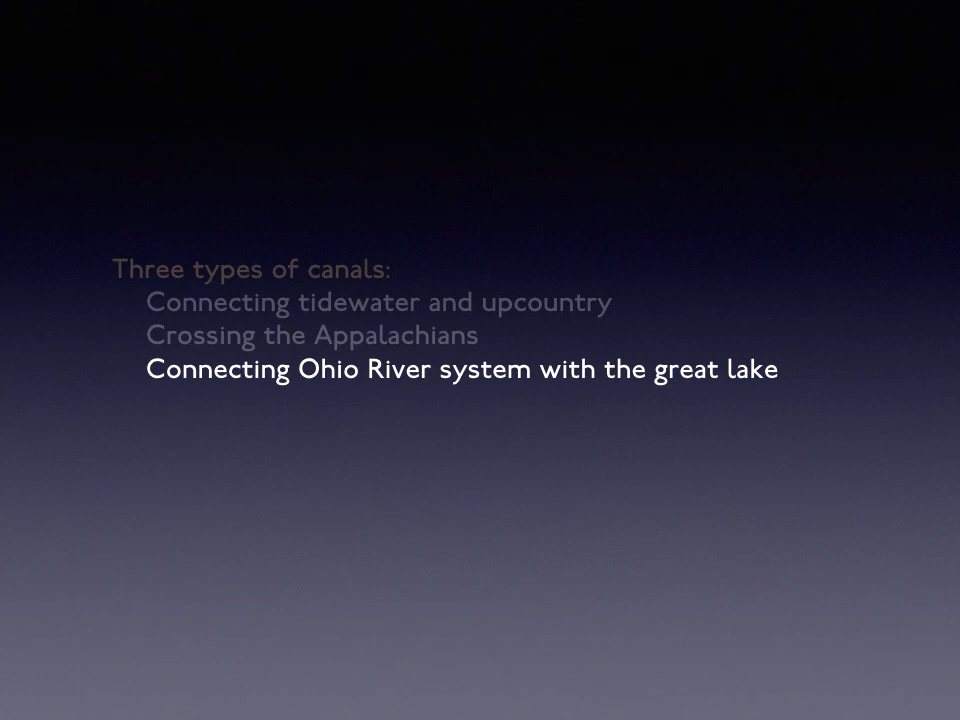 Three types of canals:
Connecting tidewater and upcountry
Crossing the Appalachians
Connecting Ohio River system with the great lake